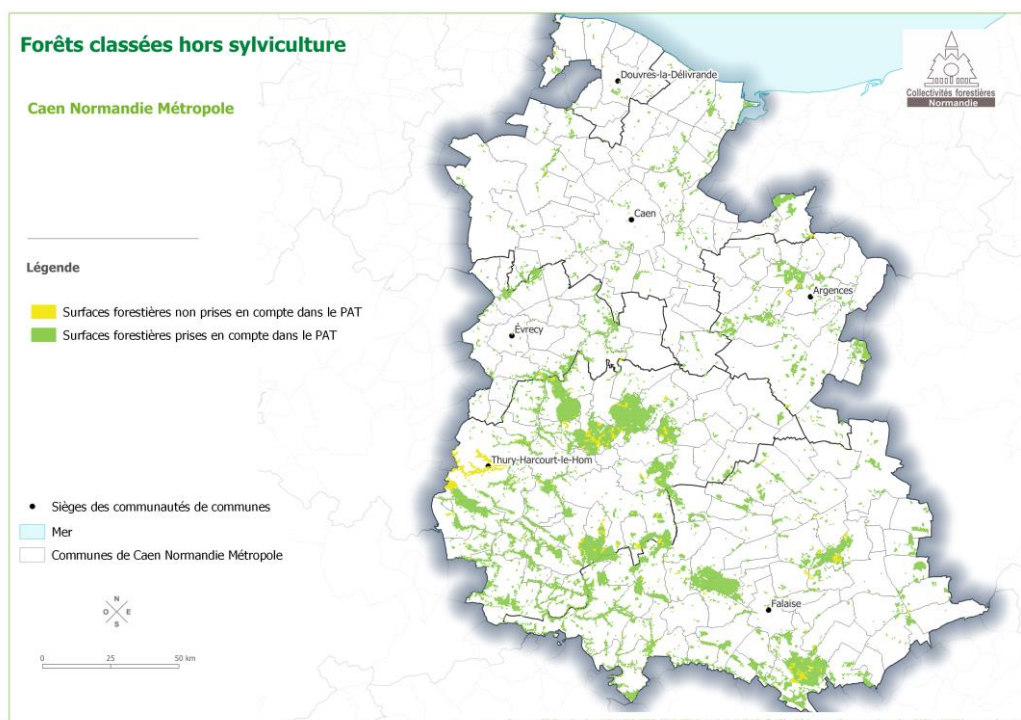 Forêts classées hors sylviculture
Caen Normandie Métropole
Collectivités forestières
Normandie
Douvres-la-Délivrande
Caen
Argences
Évrecy
Thury-Harcourt-le-Hom
Falaise
Légende
Surfaces forestières non prises en compte dans le PAT
Surfaces forestières prises en compte dans le PAT
Sièges des communautés de communes
Mer
Communes de Caen Normandie Métropole
N
O E
S
0 25 50 km